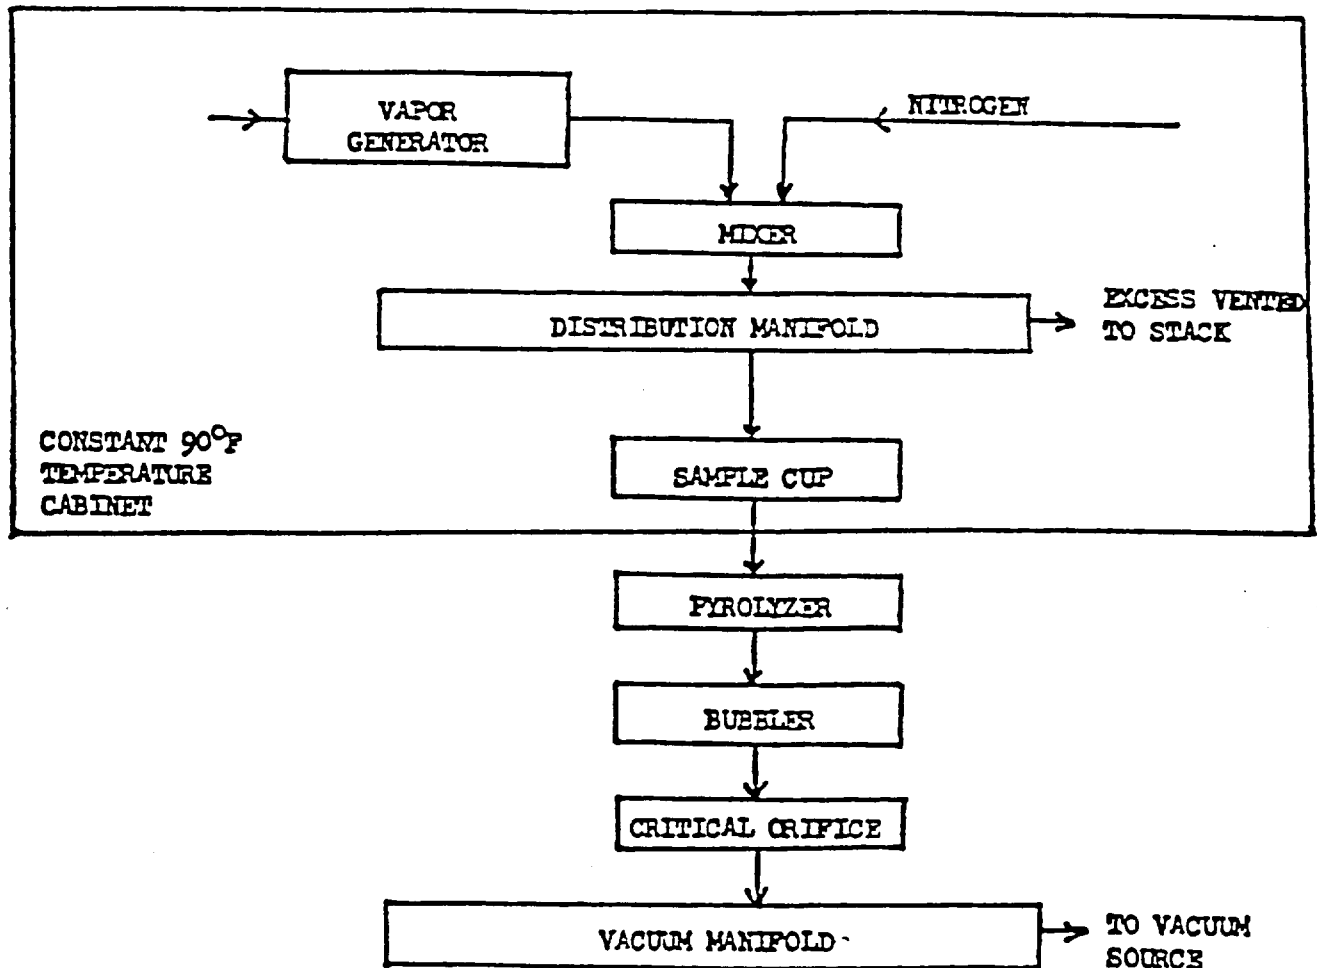 VAPOR
GENERATOR
NITROGEN
MIXER
DISTRIBUTION MANIFOLD
EXCESS VENTED
TO STACK
CONSTANT 90°F
TEMPERATURE
CABINET
SAMPLE CUP
PYROLYZER
BUBBLER
CRITICAL ORIFICE
VACUUM MANIFOLD
TO VACUUM
SOURCE